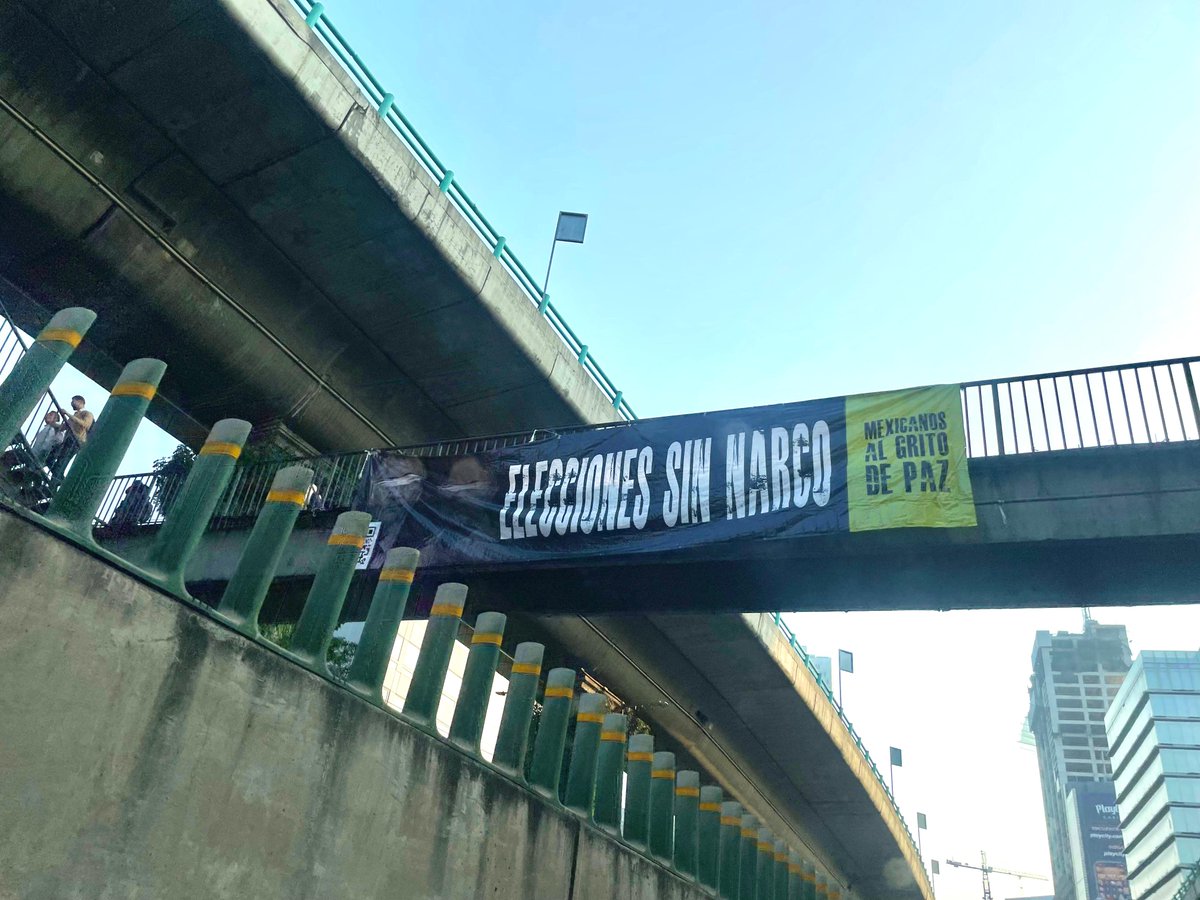 ELECCIONES SIN NARCO
MEXICANOS
AL GRITO
DE PAZ